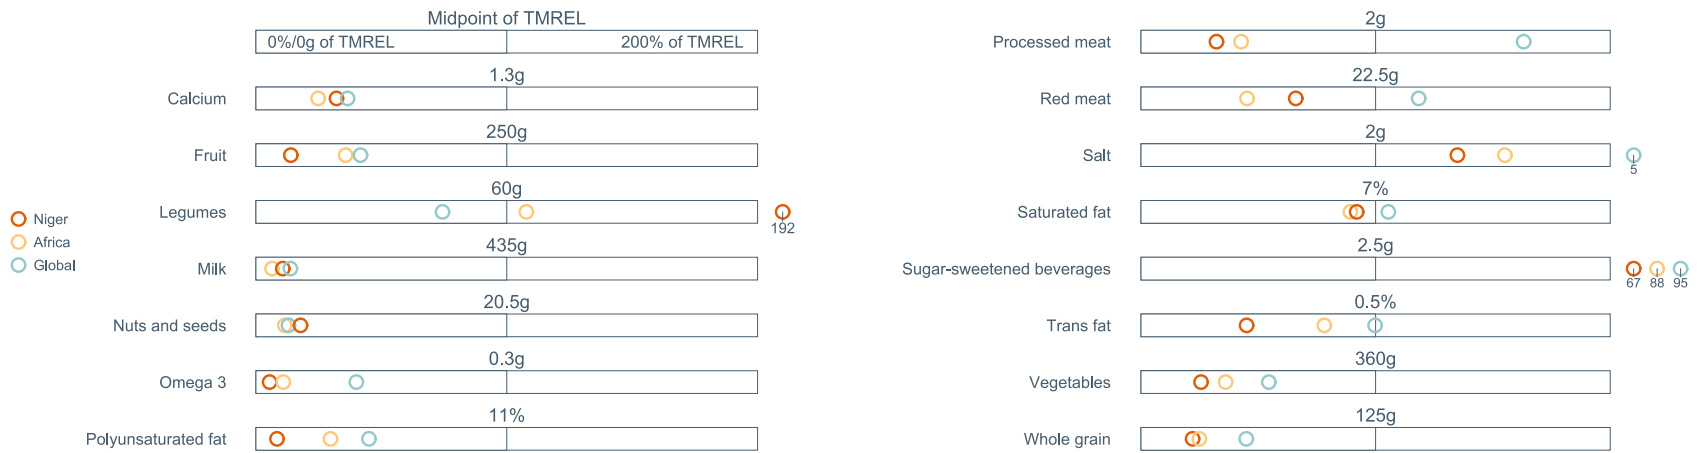 Midpoint of TMREL
0%/0g of TMREL
200% of TMREL
1.3g
Calcium
250g
Fruit
60g
Legumes
192
435g
Milk
20.5g
Nuts and seeds
0.3g
Omega 3
11%
Polyunsaturated fat
Niger
Africa
Global
2g
Processed meat
22.5g
Red meat
2g
Salt
5
7%
Saturated fat
2.5g
Sugar-sweetened beverages
67 88 95
0.5%
Trans fat
360g
Vegetables
125g
Whole grain